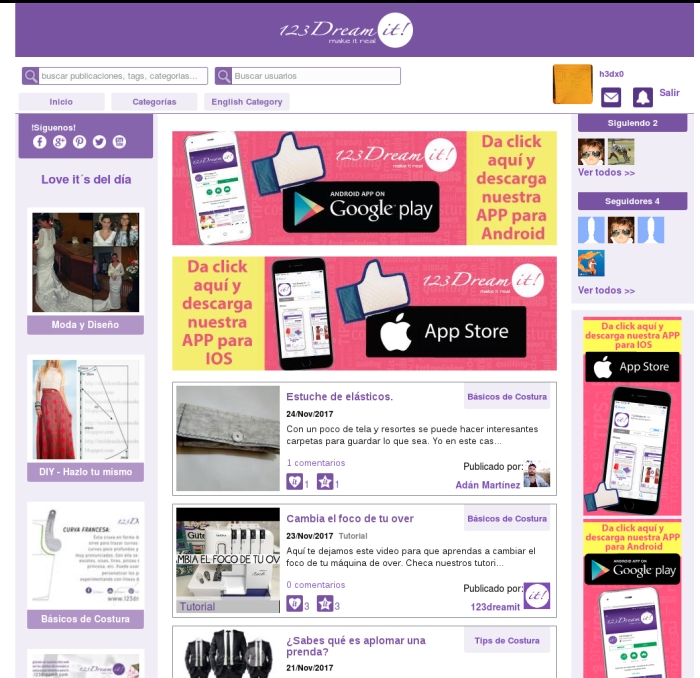 123Dream it!
make it real
buscar publicaciones, tags, categorias...
Buscar usuarios
h3dx0
Salir
Inicio
Categorías
English Category
!Síguenos!
Love it´s del día
Moda y Diseño
DIY - Hazlo tu mismo
CURVA FRANCESA:
Básicos de Costura
123Dream it!
make it real
ANDROID APP ON
Google play
Da click
aquí y
descarga
nuestra
APP para
Android
Da click
aquí y
descarga
nuestra
APP para
IOS
123Dream it!
make it real
App Store
Estuche de elásticos.
Básicos de Costura
24/Nov/2017
Con un poco de tela y resortes se puede hacer interesantes
carpetas para guardar lo que sea. Yo en este cas...
1 comentarios
1
1
Publicado por:
Adán Martínez
Cambia el foco de tu over
Básicos de Costura
23/Nov/2017 Tutorial
Aquí te dejamos este video para que aprendas a cambiar el
foco de tu máquina de over. Checa nuestros tutori...
MBIA EL FOCO DE TU OV
Tutorial
0 comentarios
3
3
Publicado por:
it!
123dreamit
¿Sabes qué es aplomar una
prenda?
Tips de Costura
21/Nov/2017
Siguiendo 2
Ver todos >>
Seguidores 4
Ver todos >>
Da click aquí y
descarga nuestra APP
para IOS
App Store
Da click aquí y
descarga nuestra APP
para Android
ANDROID APP ON
Google play